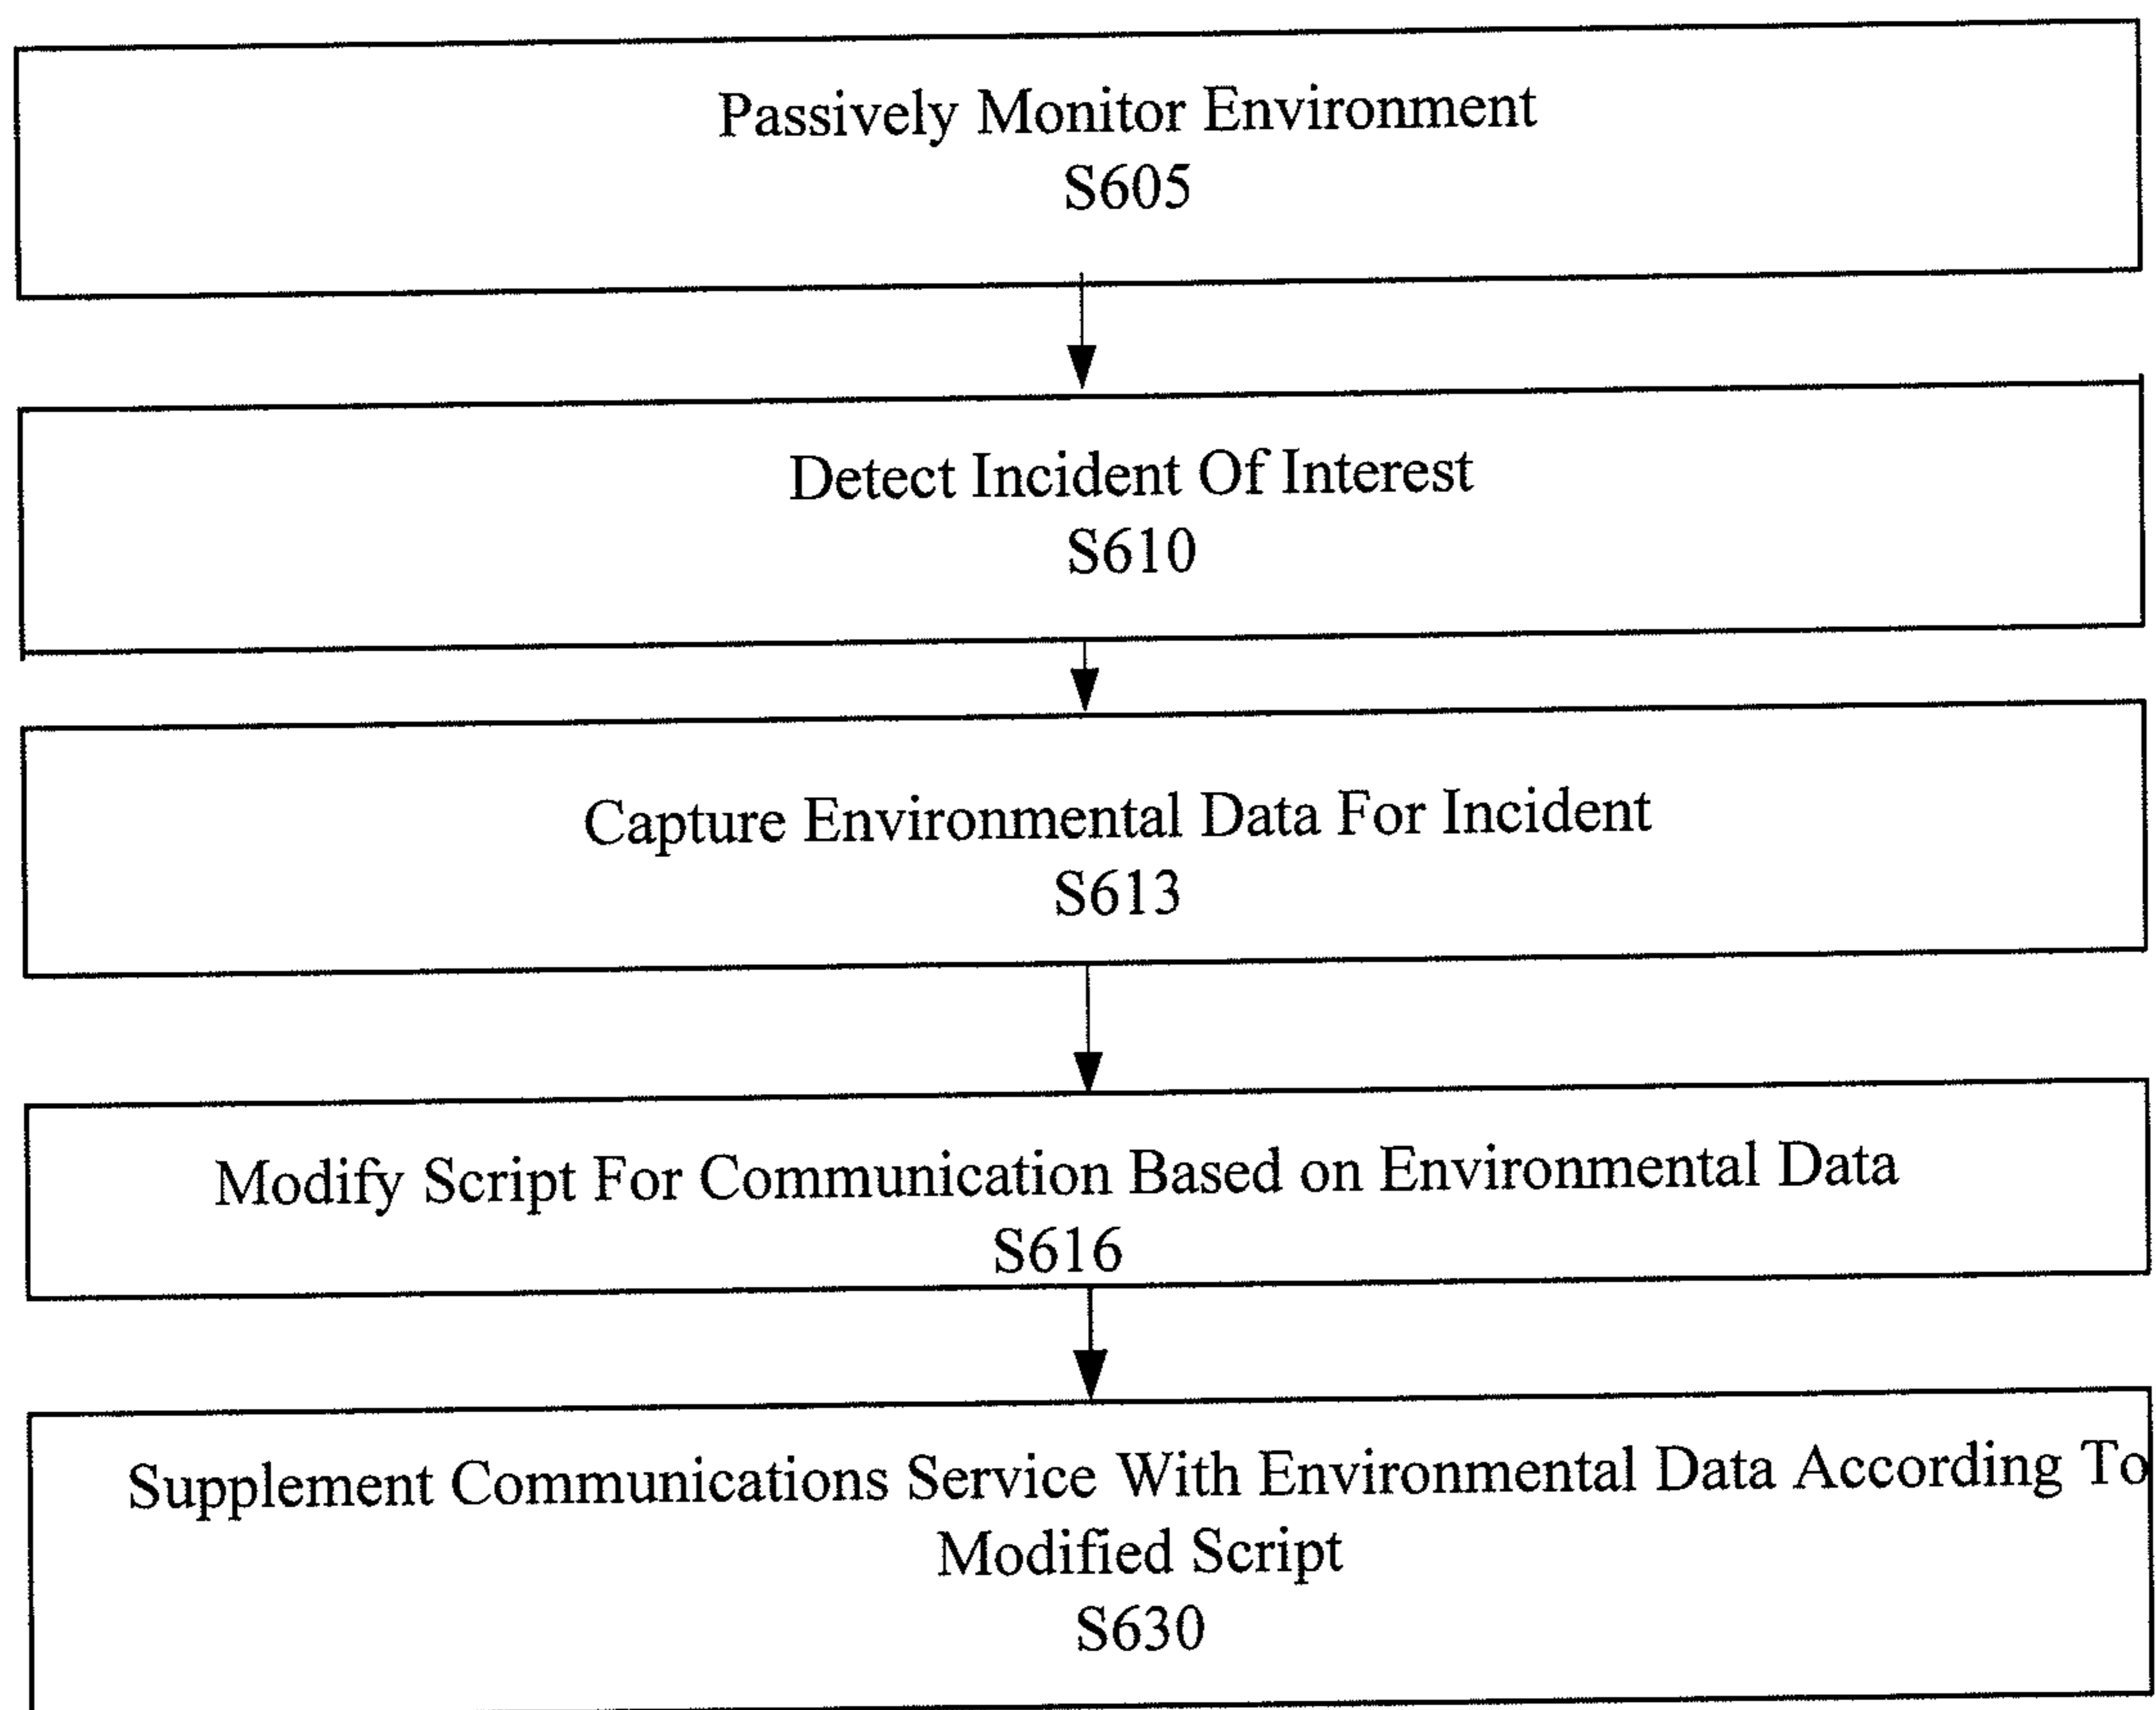 Passively Monitor Environment
S605
Detect Incident Of Interest
S610
Capture Environmental Data For Incident
S613
Modify Script For Communication Based on Environmental Data
S616
Supplement Communications Service With Environmental Data According To
Modified Script
S630